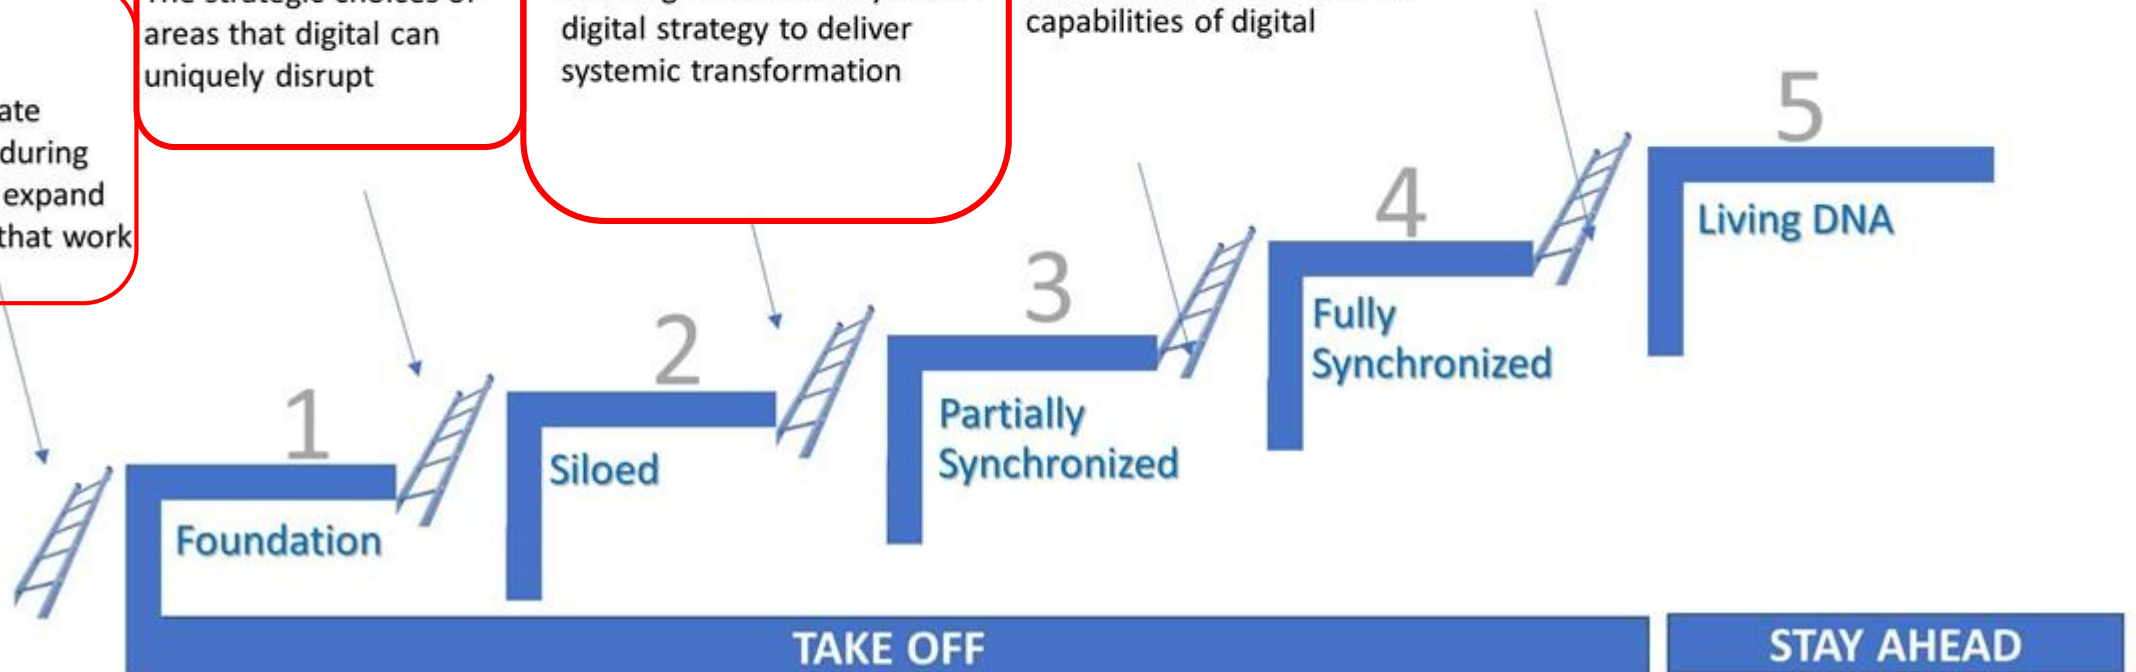 areas that digital can
uniquely disrupt
digital strategy to deliver
systemic transformation
capabilities of digital
during
expand
that work
1
Foundation
2
Siloed
3
Partially
Synchronized
4
Fully
Synchronized
5
Living DNA
TAKE OFF
STAY AHEAD